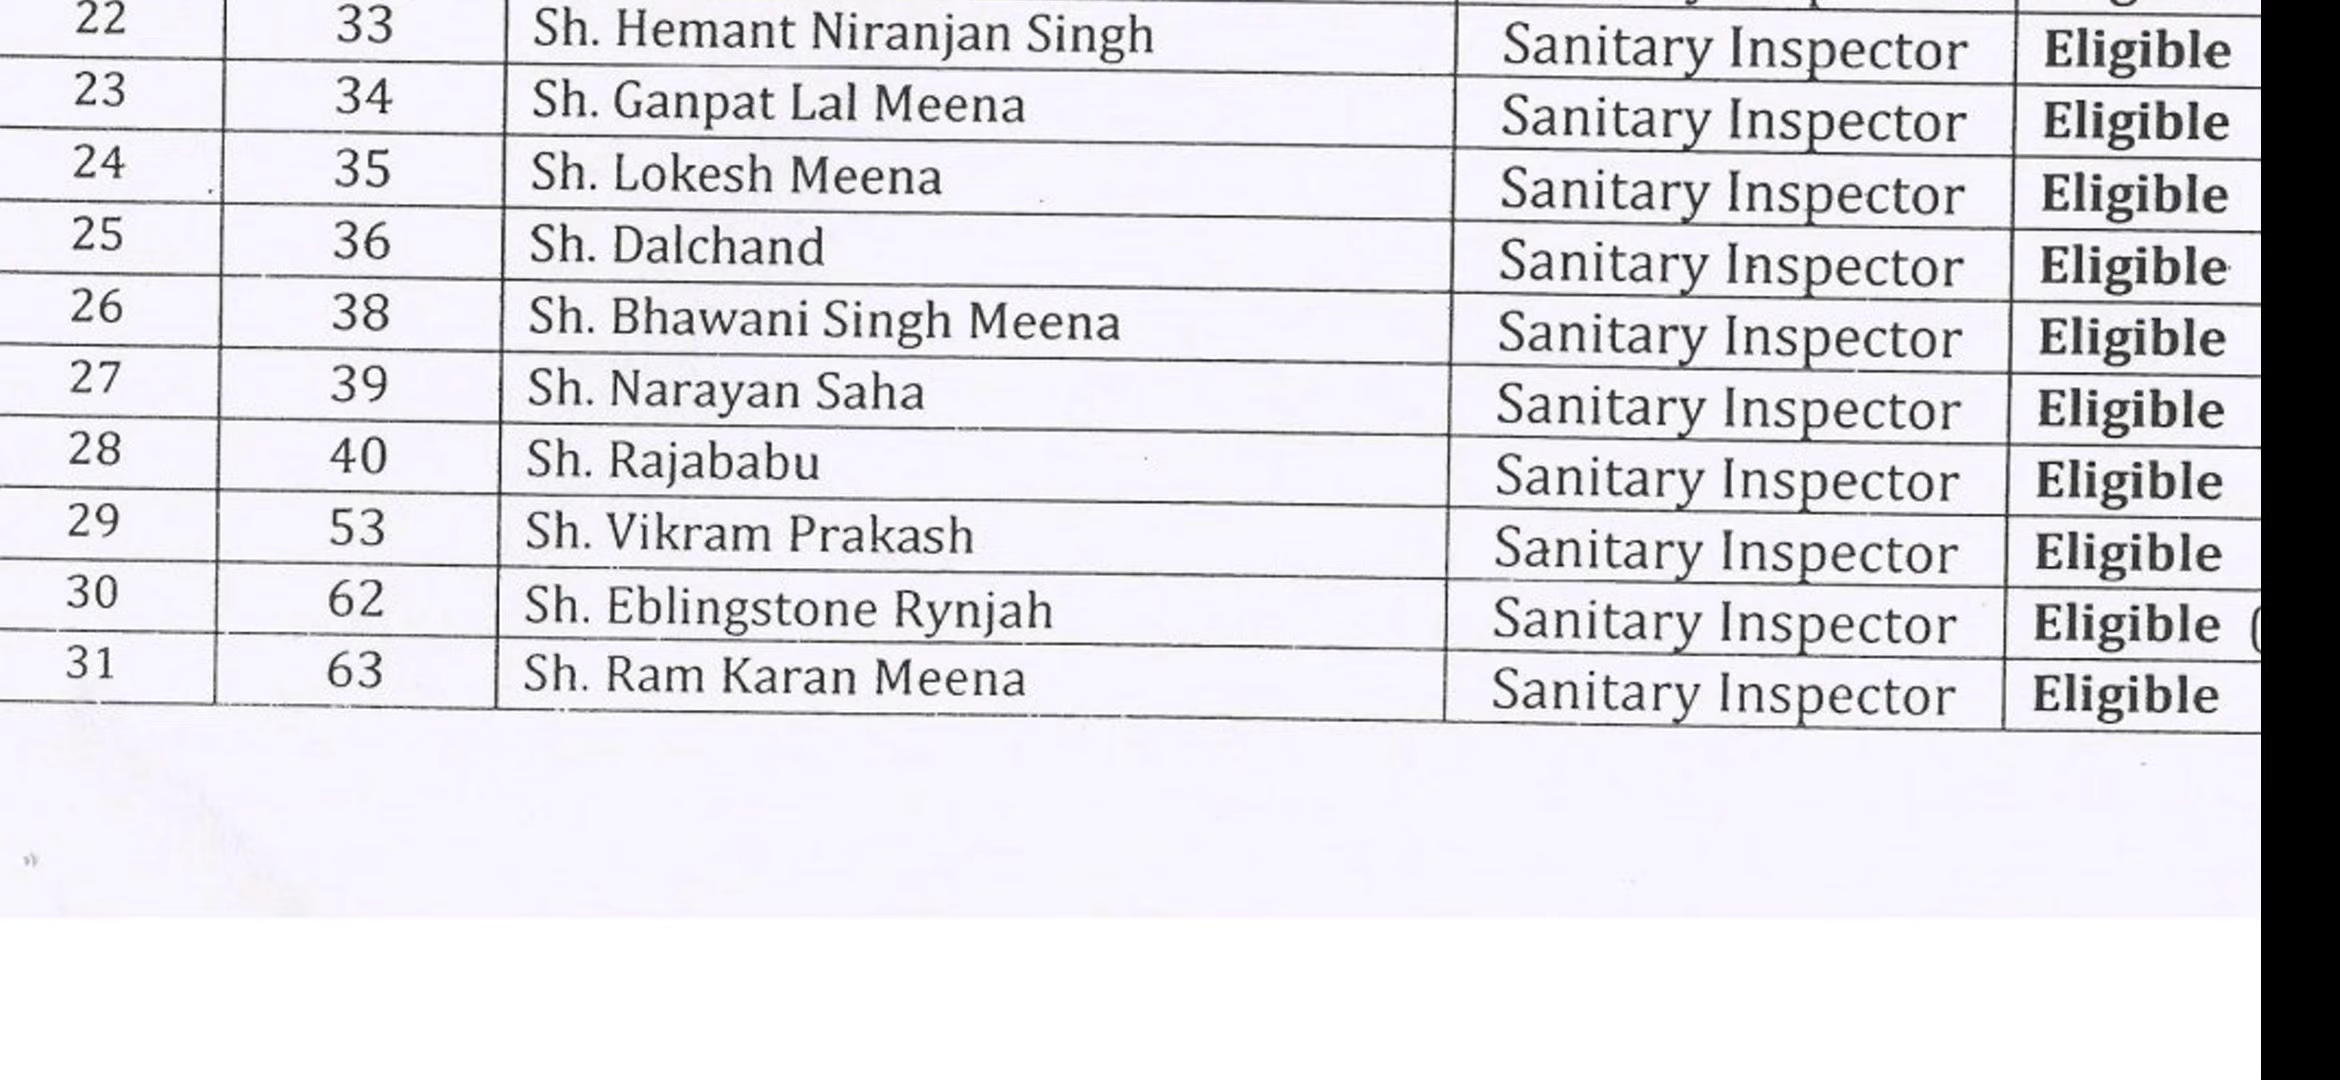 22 33 Sh. Hemant Niranjan Singh Sanitary Inspector Eligible
23 34 Sh. Ganpat Lal Meena Sanitary Inspector Eligible
24 35 Sh. Lokesh Meena Sanitary Inspector Eligible
25 36 Sh. Dalchand Sanitary Inspector Eligible
26 38 Sh. Bhawani Singh Meena Sanitary Inspector Eligible
27 39 Sh. Narayan Saha Sanitary Inspector Eligible
28 40 Sh. Rajababu Sanitary Inspector Eligible
29 53 Sh. Vikram Prakash Sanitary Inspector Eligible
30 62 Sh. Eblingstone Rynjah Sanitary Inspector Eligible (
31 63 Sh. Ram Karan Meena Sanitary Inspector Eligible